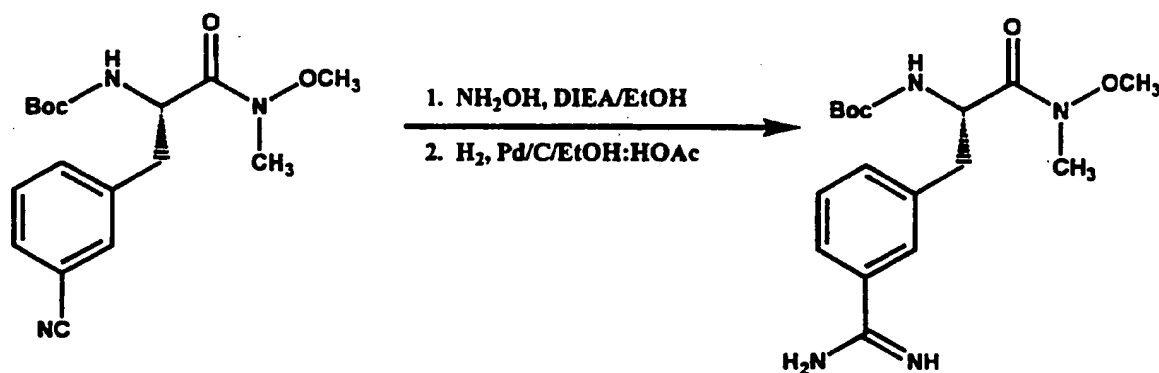 O
H
N
OCH₃
N
Boc
CH₃
NC
1. NH₂OH, DIEA/EtOH
2. H₂, Pd/C/EtOH:HOAc
O
H
N
OCH₃
N
Boc
CH₃
H₂N
NH